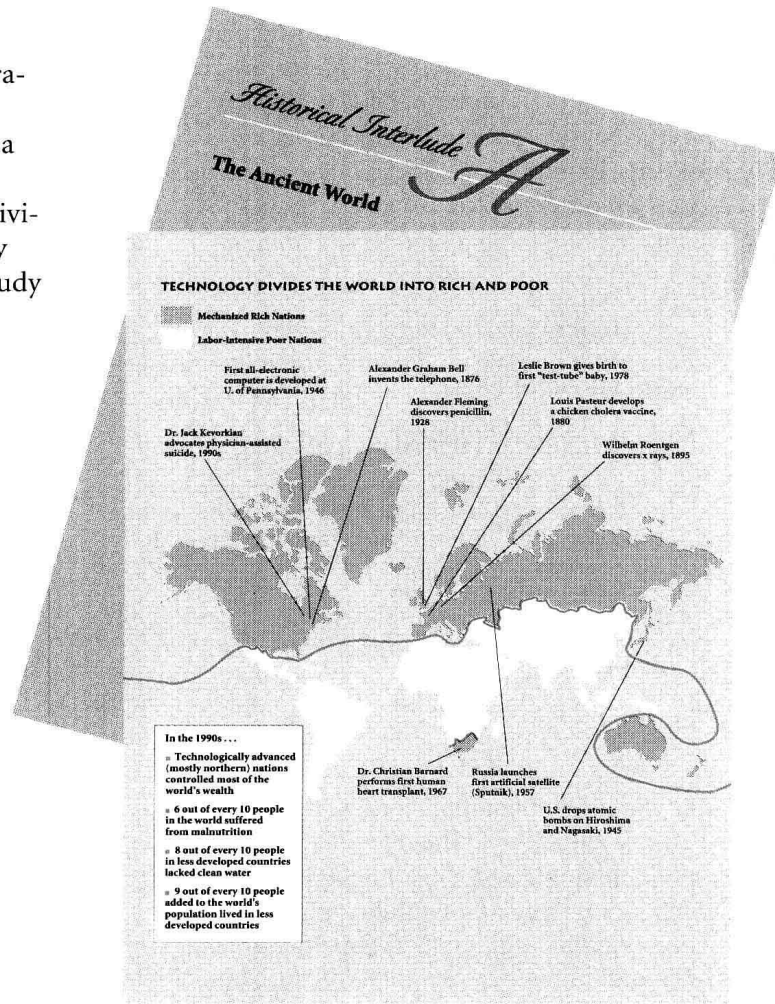 ra-
a
ivi-
y
udy
Historical Interlude A
The Ancient World
TECHNOLOGY DIVIDES THE WORLD INTO RICH AND POOR
Mechanized Rich Nations
Labor-Intensive Poor Nations
First all-electronic
computer is developed at
U. of Pennsylvania, 1946
Alexander Graham Bell
invents the telephone, 1876
Leslie Brown gives birth to
first "test-tube" baby, 1978
Alexander Fleming
discovers penicillin,
1928
Louis Pasteur develops
a chicken cholera vaccine,
1880
Dr. Jack Kevorkian
advocates physician-assisted
suicide, 1990s
Wilhelm Roentgen
discovers x rays, 1895
In the 1990s . . .
Technologically advanced
(mostly northern) nations
controlled most of the
world's wealth
6 out of every 10 people
in the world suffered
from malnutrition
8 out of every 10 people
in less developed countries
lacked clean water
9 out of every 10 people
added to the world's
population lived in less
developed countries
Dr. Christian Barnard
performs first human
heart transplant, 1967
Russia launches
first artificial satellite
(Sputnik), 1957
U.S. drops atomic
bombs on Hiroshima
and Nagasaki, 1945